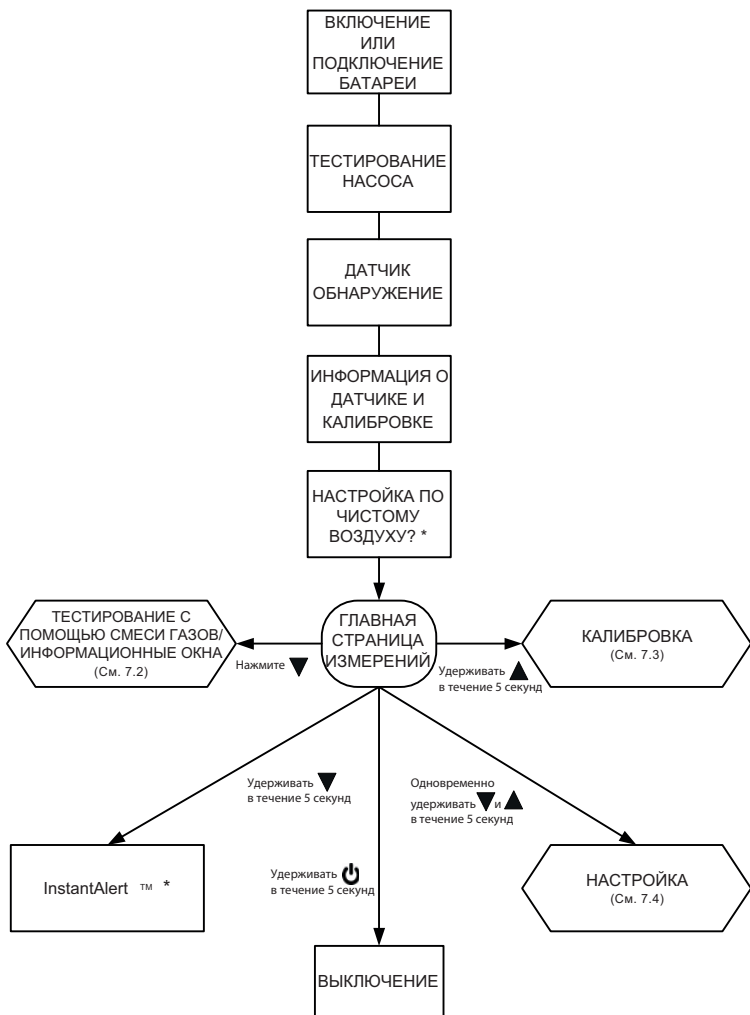 ВКЛЮЧЕНИЕ
ИЛИ
ПОДКЛЮЧЕНИЕ
БАТАРЕИ
ТЕСТИРОВАНИЕ
НАСОСА
ДАТЧИК
ОБНАРУЖЕНИЕ
ИНФОРМАЦИЯ О
ДАТЧИКЕ И
КАЛИБРОВКЕ
НАСТРОЙКА ПО
ЧИСТОМУ
ВОЗДУХУ? *
ТЕСТИРОВАНИЕ С
ПОМОЩЬЮ СМЕСИ ГАЗОВ/
ИНФОРМАЦИОННЫЕ ОКНА
(См. 7.2)
Нажмите ▼
ГЛАВНАЯ
СТРАНИЦА
ИЗМЕРЕНИЙ
Удерживать ▲
в течение 5 секунд
КАЛИБРОВКА
(См. 7.3)
Удерживать ▼
в течение 5 секунд
Одновременно
удерживать ▼ и ▲
в течение 5 секунд
InstantAlert ™ *
Удерживать ⏻
в течение 5 секунд
НАСТРОЙКА
(См. 7.4)
ВЫКЛЮЧЕНИЕ